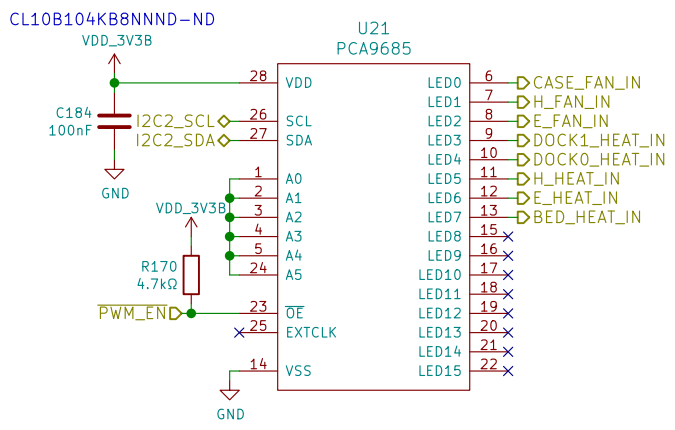 CL10B104KB8NNND-ND
U21
PCA9685
VDD_3V3B
28 VDD LED0 6 CASE_FAN_IN
LED1 7 H_FAN_IN
C184
100nF
I2C2_SCL 26 SCL LED2 8 E_FAN_IN
I2C2_SDA 27 SDA LED3 9 DOCK1_HEAT_IN
LED4 10 DOCK0_HEAT_IN
GND
1 A0 LED5 11 H_HEAT_IN
2 A1 LED6 12 E_HEAT_IN
VDD_3V3B
3 A2 LED7 13 BED_HEAT_IN
4 A3 LED8 15
5 A4 LED9 16
R170
4.7kΩ
24 A5 LED10 17
LED11 18
PWM_EN 23 OE LED12 19
25 EXTCLK LED13 20
LED14 21
14 VSS LED15 22
GND